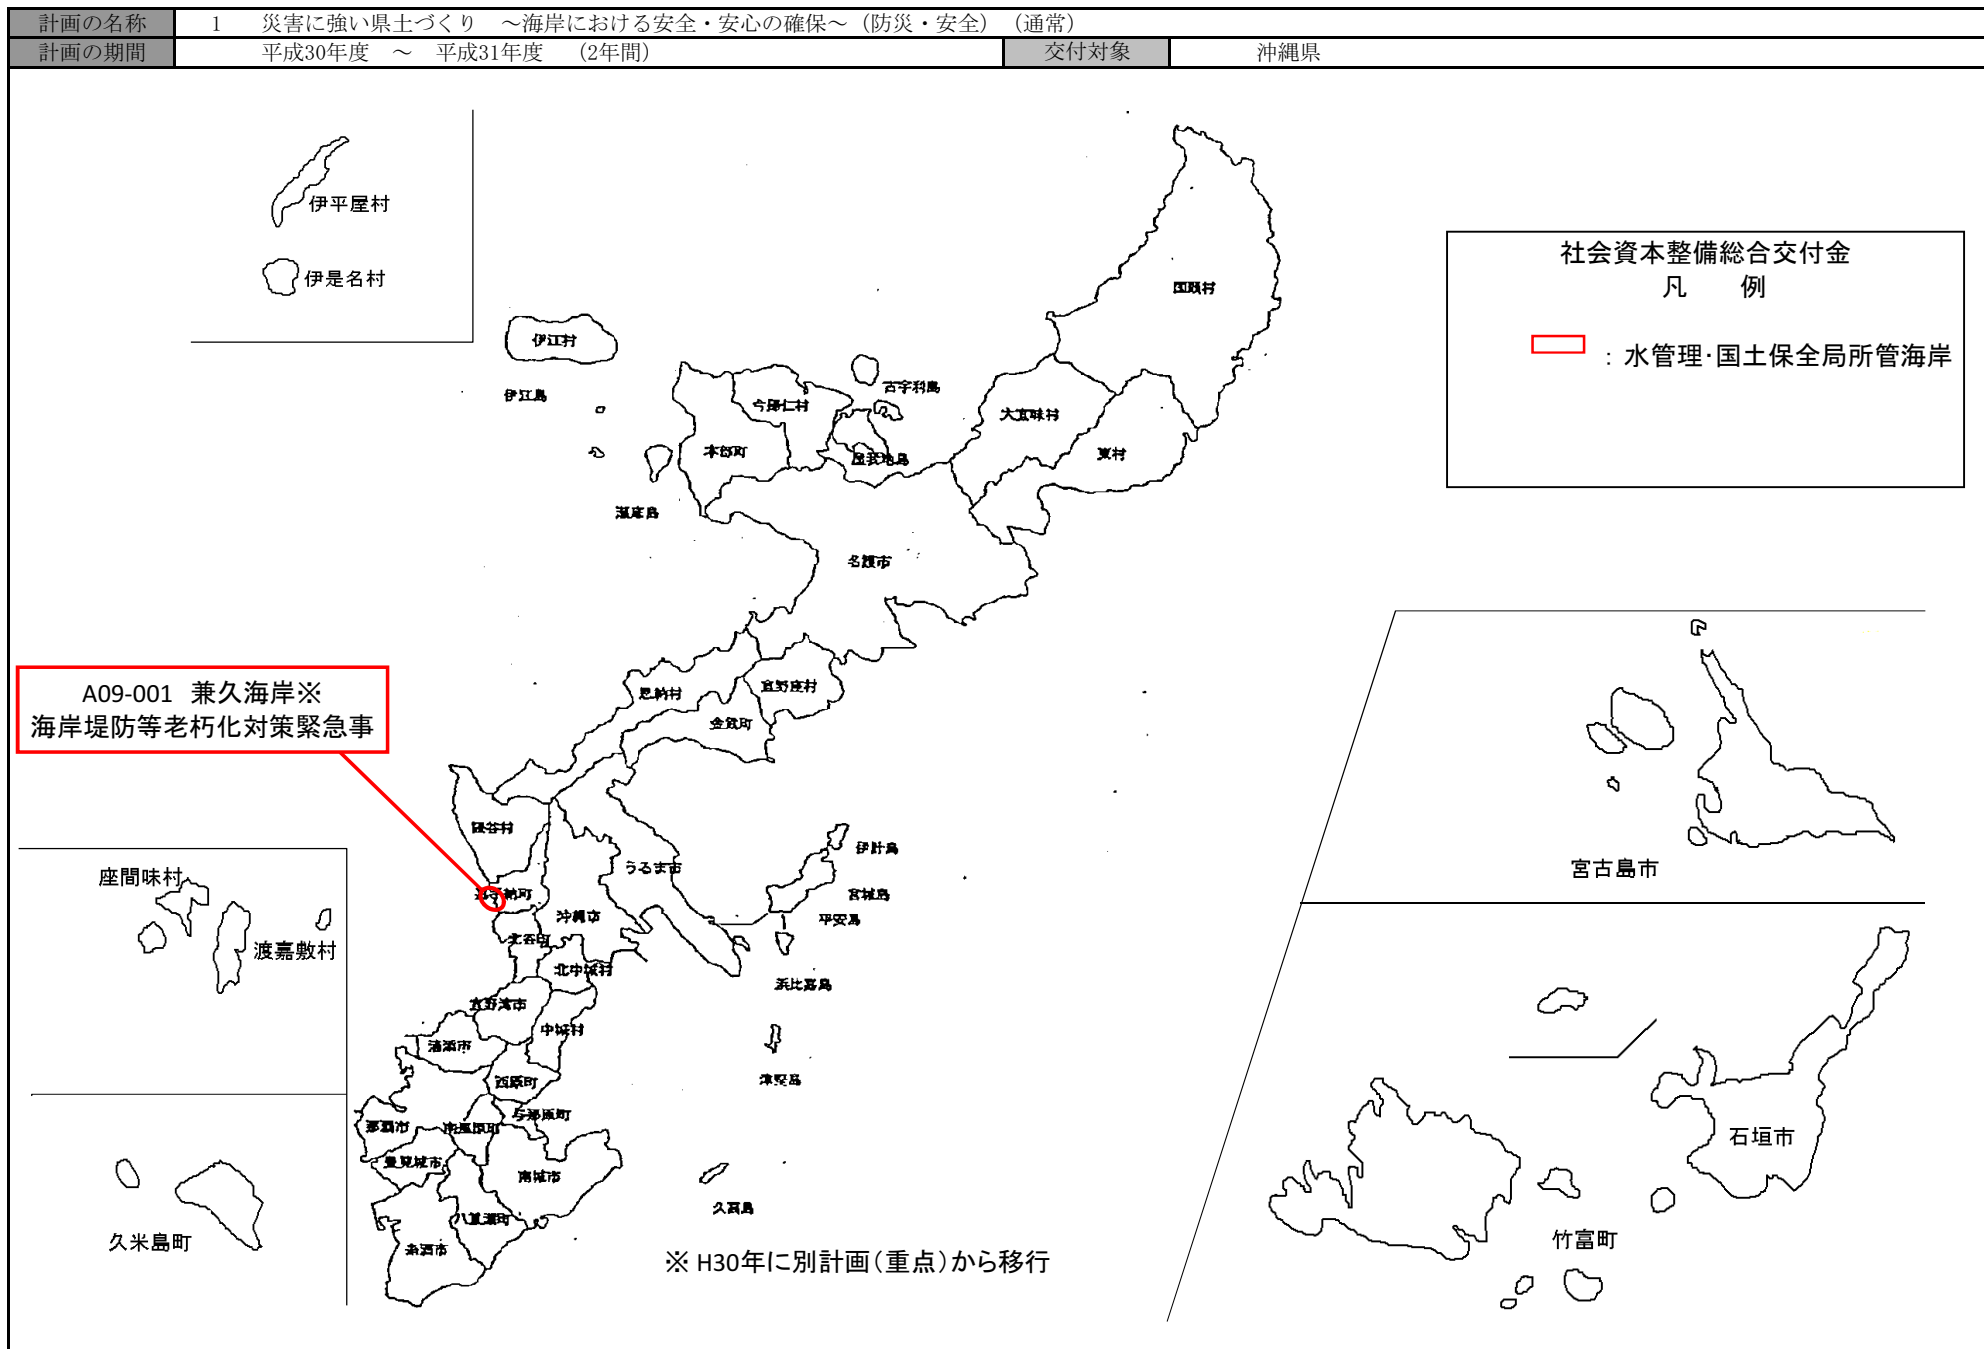 計画の名称 1 災害に強い県土づくり ～海岸における安全・安心の確保～（防災・安全）（通常）
計画の期間 平成30年度 ～ 平成31年度 （2年間） 交付対象 沖縄県
伊平屋村
伊是名村
国頭村
社会資本整備総合交付金
凡 例
：水管理・国土保全局所管海岸
伊江村
伊江島
古宇利島
今帰仁村
大宜味村
本部町
屋我地島
東村
瀬底島
名護市
A09-001 兼久海岸※
海岸堤防等老朽化対策緊急事
恩納村
宜野座村
金武町
読谷村
伊計島
うるま市
宮城島
平安島
沖縄市
北谷町
北中城村
浜比嘉島
座間味村
渡嘉敷村
宮古島市
宜野湾市
中城村
浦添市
西原町
津堅島
与那原町
那覇市
南風原町
豊見城市
南城市
石垣市
久高島
八重瀬町
糸満市
久米島町
竹富町
※ H30年に別計画（重点）から移行